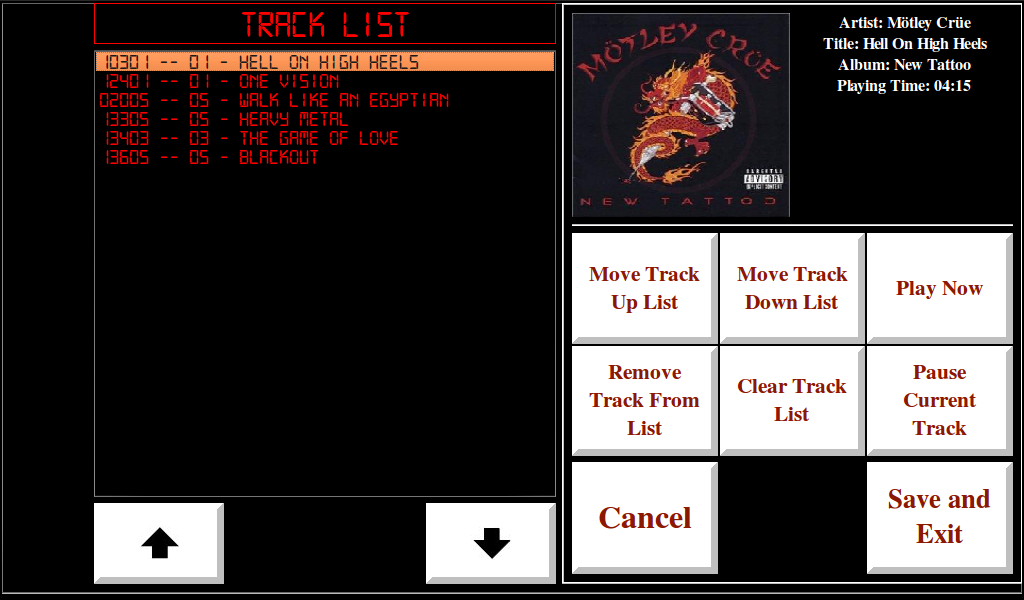 TRACK LIST
10301 -- 01 - HELL ON HIGH HEELS
12401 -- 01 - ONE VISION
02005 -- 05 - WALK LIKE AN EGYPTIAN
13305 -- 05 - HEAVY METAL
13403 -- 03 - THE GAME OF LOVE
13605 -- 05 - BLACKOUT
MÖTLEY CRÜE
PARENTAL
ADVISORY
EXPLICIT CONTENT
NEW TATTOO
Artist: Mötley Crüe
Title: Hell On High Heels
Album: New Tattoo
Playing Time: 04:15
Move Track
Up List
Move Track
Down List
Play Now
Remove
Track From
List
Clear Track
List
Pause
Current
Track
Cancel
Save and
Exit